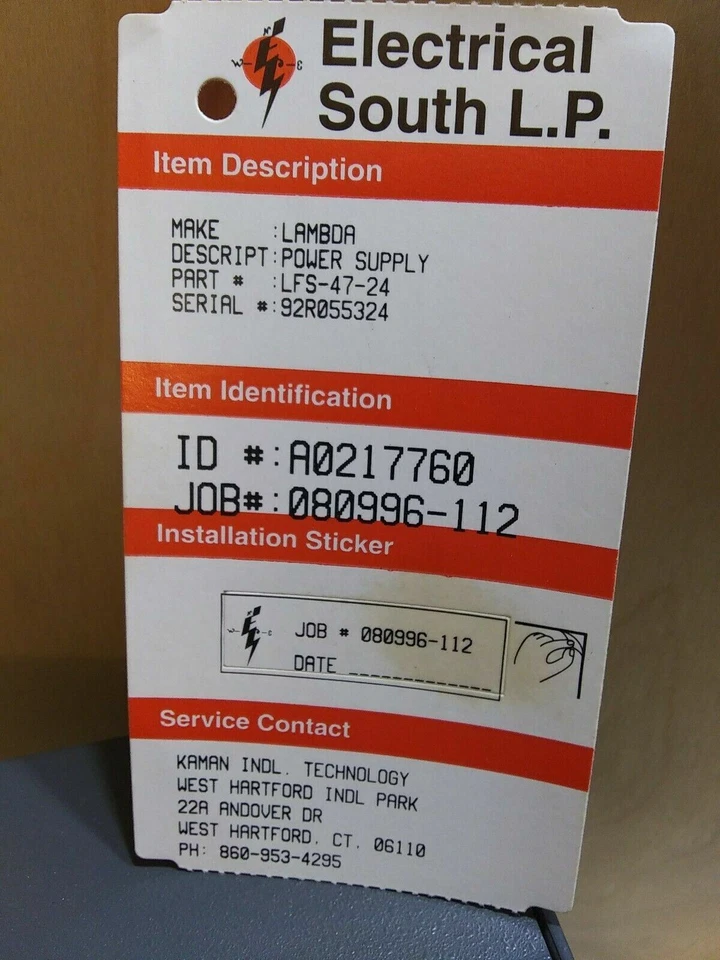 N
W E
Electrical
South L.P.
Item Description
MAKE :LAMBDA
DESCRIPT:POWER SUPPLY
PART # :LFS-47-24
SERIAL #:92R055324
Item Identification
ID #:A0217760
JOB#:080996-112
Installation Sticker
JOB # 080996-112
DATE
Service Contact
KAMAN INDL. TECHNOLOGY
WEST HARTFORD INDL PARK
22A ANDOVER DR
WEST HARTFORD, CT. 06110
PH: 860-953-4295